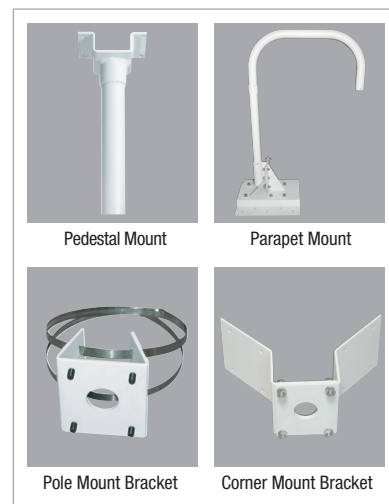 Pedestal Mount
Parapet Mount
Pole Mount Bracket
Corner Mount Bracket